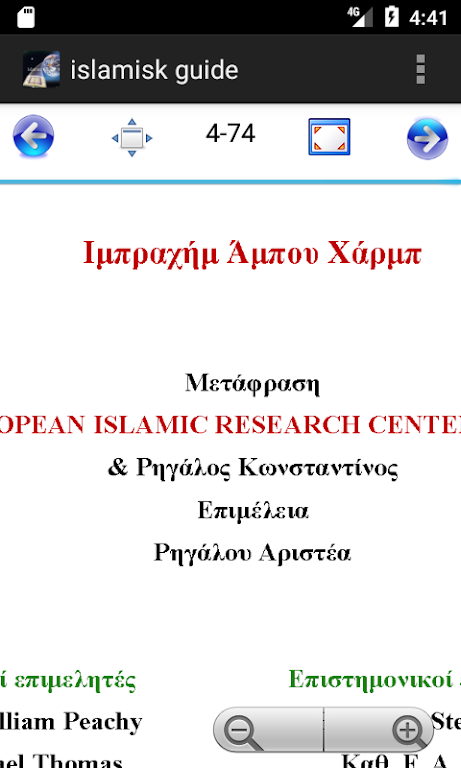 4G 4:41
islamisk guide
4-74
Ιμπραχήμ Άμπου Χάρμπ
Μετάφραση
OPEAN ISLAMIC RESEARCH CENTE
& Ρηγάλος Κωνσταντίνος
Επιμέλεια
Ρηγάλου Αριστέα
ί επιμελητές
Επιστημονικοί
lliam Peachy
Ste
el Thomas
Καθ. Ε. Α.